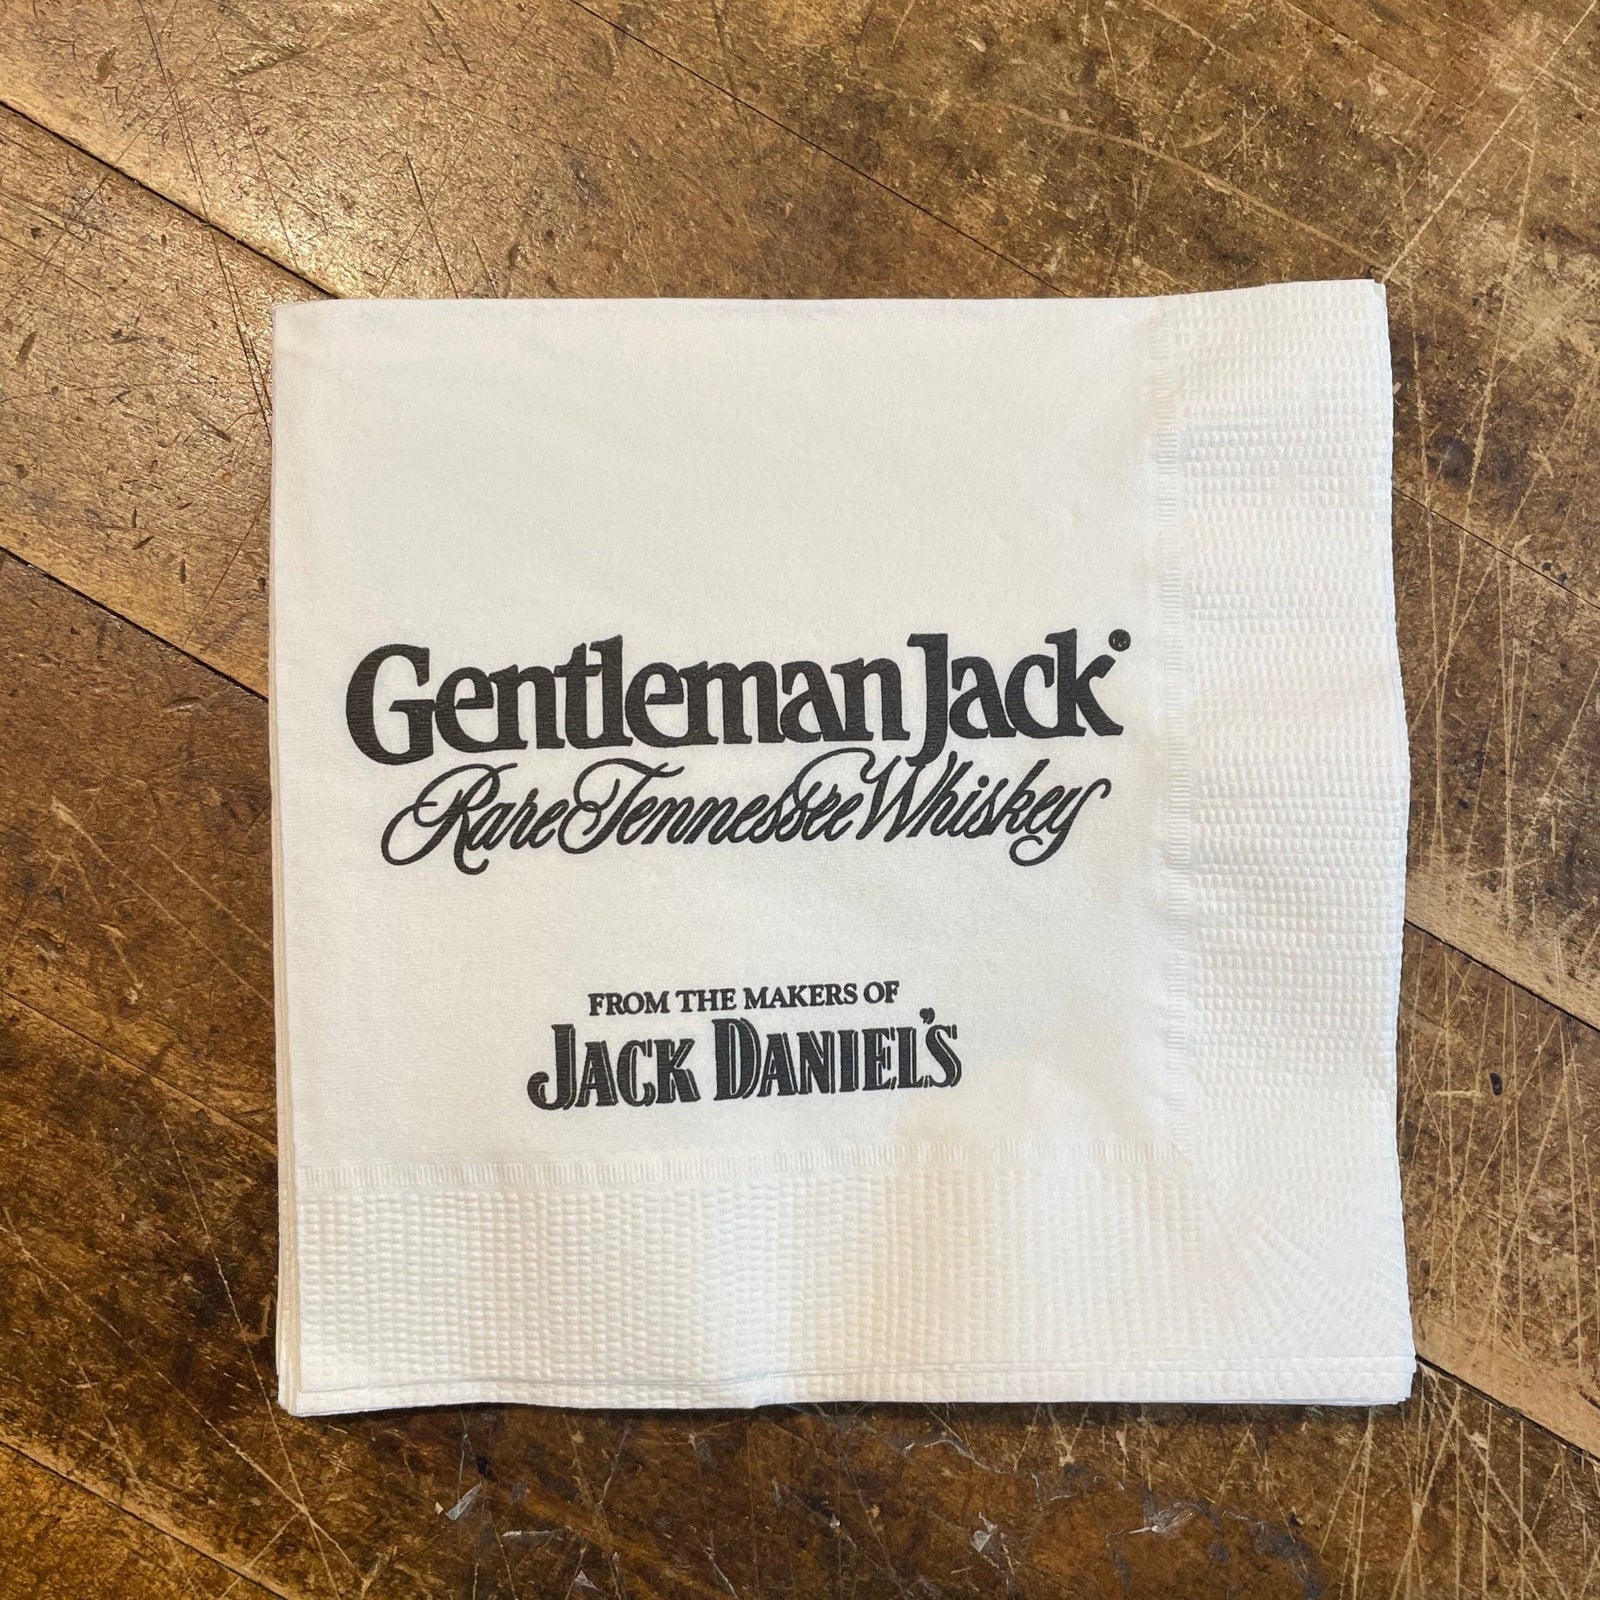 Gentleman Jack®
Rare Tennessee Whiskey
FROM THE MAKERS OF
JACK DANIEL'S